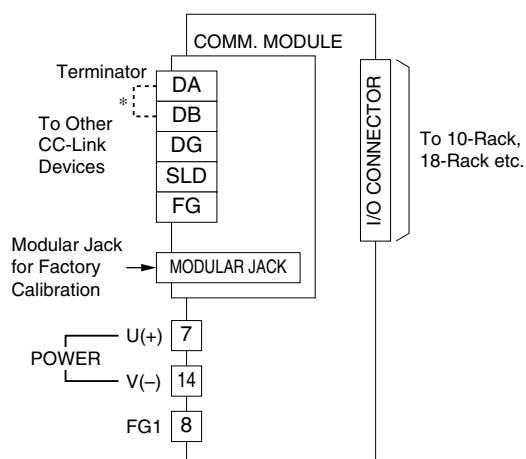 COMM. MODULE
Terminator
*
To Other
CC-Link
Devices
DA
DB
DG
SLD
FG
I/O CONNECTOR
To 10-Rack,
18-Rack etc.
Modular Jack
for Factory
Calibration
MODULAR JACK
POWER
U(+)
7
V(–)
14
FG1
8